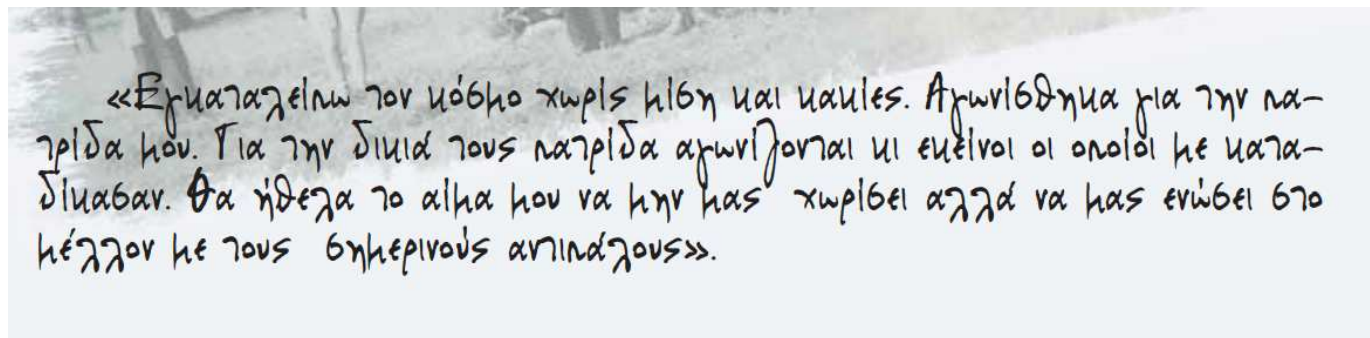 «Εγκαταλείπω τον κόσμο χωρίς μίση και κακίες. Αγωνίσθηκα για την πα-
τρίδα μου. Για την δικιά τους πατρίδα αγωνίζονται κι εκείνοι οι οποίοι με κατα-
δίκασαν. Θα ήθελα το αίμα μου να μην μας χωρίσει αλλά να μας ενώσει στο
μέλλον με τους σημερινούς αντιπάλους».